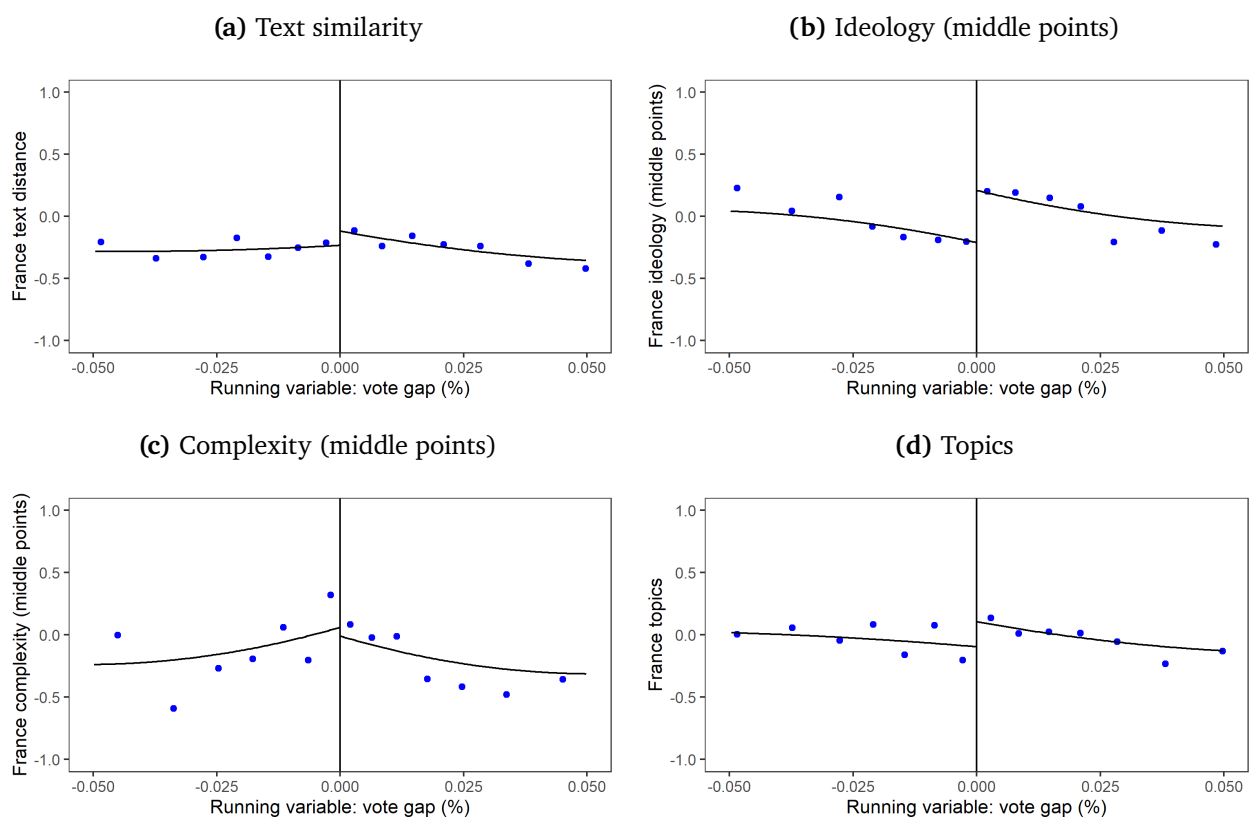 (a) Text similarity
France text distance
1.0
0.5
0.0
-0.5
-1.0
-0.050 -0.025 0.000 0.025 0.050
Running variable: vote gap (%)
(b) Ideology (middle points)
France ideology (middle points)
1.0
0.5
0.0
-0.5
-1.0
-0.050 -0.025 0.000 0.025 0.050
Running variable: vote gap (%)
(c) Complexity (middle points)
France complexity (middle points)
1.0
0.5
0.0
-0.5
-1.0
-0.050 -0.025 0.000 0.025 0.050
Running variable: vote gap (%)
(d) Topics
France topics
1.0
0.5
0.0
-0.5
-1.0
-0.050 -0.025 0.000 0.025 0.050
Running variable: vote gap (%)